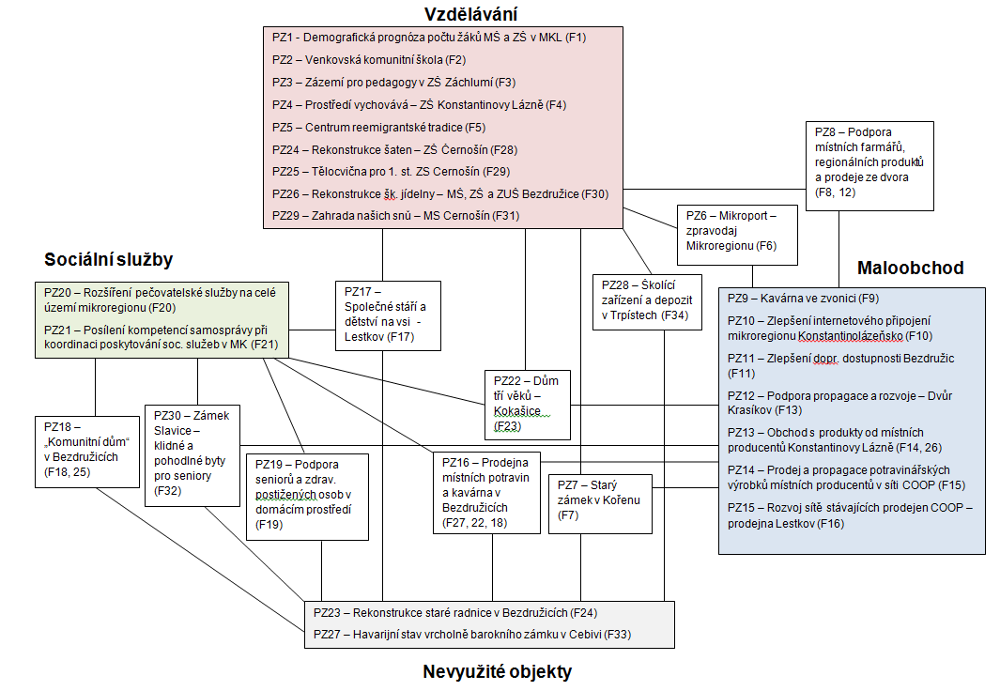 Vzdělávání
PZ1 - Demografická prognóza počtu žáků MŠ a ZŠ v MKL (F1)
PZ2 – Venkovská komunitní škola (F2)
PZ3 – Zázemí pro pedagogy v ZŠ Záchlumí (F3)
PZ4 – Prostředí vychovává – ZŠ Konstantinovy Lázně (F4)
PZ5 – Centrum reemigrantské tradice (F5)
PZ24 – Rekonstrukce šaten – ZŠ Černošín (F28)
PZ25 – Tělocvična pro 1. st. ZS Cernošín (F29)
PZ26 – Rekonstrukce šk. jídelny – MŠ, ZŠ a ZUŠ Bezdružice (F30)
PZ29 – Zahrada našich snů – MS Cernošín (F31)
PZ8 – Podpora
místních farmářů,
regionálních produktů
a prodeje ze dvora
(F8, 12)
PZ6 – Mikroport –
zpravodaj
Mikroregionu (F6)
Sociální služby
PZ20 – Rozšíření pečovatelské služby na celé
území mikroregionu (F20)
PZ21 – Posílení kompetencí samosprávy při
koordinaci poskytování soc. služeb v MK (F21)
PZ17 –
Společné stáří a
dětství na vsi -
Lestkov (F17)
PZ28 – Školící
zařízení a depozit
v Trpístech (F34)
Maloobchod
PZ9 – Kavárna ve zvonici (F9)
PZ10 – Zlepšení internetového připojení
mikroregionu Konstantinolázeňsko (F10)
PZ11 – Zlepšení dopr. dostupnosti Bezdružic
(F11)
PZ12 – Podpora propagace a rozvoje – Dvůr
Krasíkov (F13)
PZ13 – Obchod s produkty od místních
producentů Konstantinovy Lázně (F14, 26)
PZ14 – Prodej a propagace potravinářských
výrobků místních producentů v síti COOP (F15)
PZ15 – Rozvoj sítě stávajících prodejen COOP –
prodejna Lestkov (F16)
PZ22 – Dům
tří věků –
Kokašice
(F23)
PZ18 –
„Komunitní dům“
v Bezdružicích
(F18, 25)
PZ30 – Zámek
Slavice –
klidné a
pohodlné byty
pro seniory
(F32)
PZ19 – Podpora
seniorů a zdrav.
postižených osob v
domácím prostředí
(F19)
PZ16 – Prodejna
místních potravin
a kavárna v
Bezdružicích
(F27, 22, 18)
PZ7 – Starý
zámek v Kořenu
(F7)
PZ23 – Rekonstrukce staré radnice v Bezdružicích (F24)
PZ27 – Havarijní stav vrcholně barokního zámku v Cebivi (F33)
Nevyužité objekty